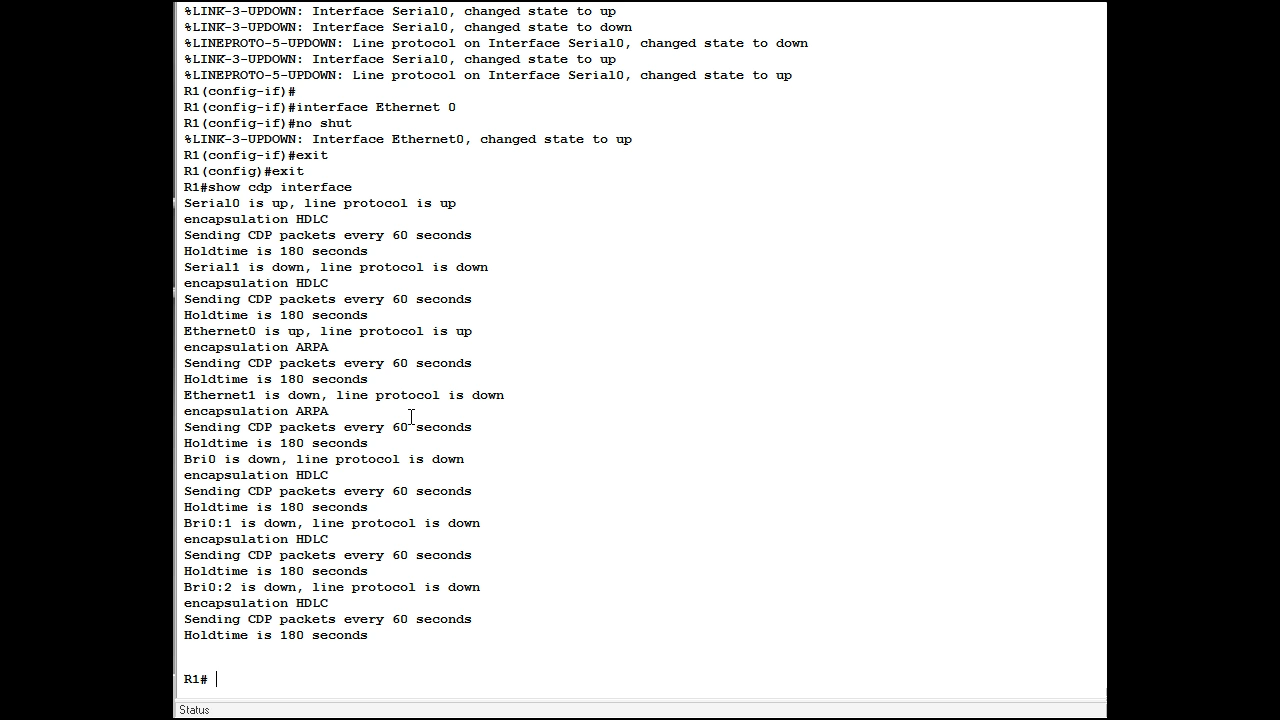 %LINK-3-UPDOWN: Interface Serial0, changed state to up
%LINK-3-UPDOWN: Interface Serial0, changed state to down
%LINEPROTO-5-UPDOWN: Line protocol on Interface Serial0, changed state to down
%LINK-3-UPDOWN: Interface Serial0, changed state to up
%LINEPROTO-5-UPDOWN: Line protocol on Interface Serial0, changed state to up
R1(config-if)#
R1(config-if)#interface Ethernet 0
R1(config-if)#no shut
%LINK-3-UPDOWN: Interface Ethernet0, changed state to up
R1(config-if)#exit
R1(config)#exit
R1#show cdp interface
Serial0 is up, line protocol is up
encapsulation HDLC
Sending CDP packets every 60 seconds
Holdtime is 180 seconds
Serial1 is down, line protocol is down
encapsulation HDLC
Sending CDP packets every 60 seconds
Holdtime is 180 seconds
Ethernet0 is up, line protocol is up
encapsulation ARPA
Sending CDP packets every 60 seconds
Holdtime is 180 seconds
Ethernet1 is down, line protocol is down
encapsulation ARPA
Sending CDP packets every 60 seconds
Holdtime is 180 seconds
Bri0 is down, line protocol is down
encapsulation HDLC
Sending CDP packets every 60 seconds
Holdtime is 180 seconds
Bri0:1 is down, line protocol is down
encapsulation HDLC
Sending CDP packets every 60 seconds
Holdtime is 180 seconds
Bri0:2 is down, line protocol is down
encapsulation HDLC
Sending CDP packets every 60 seconds
Holdtime is 180 seconds
R1#
Status